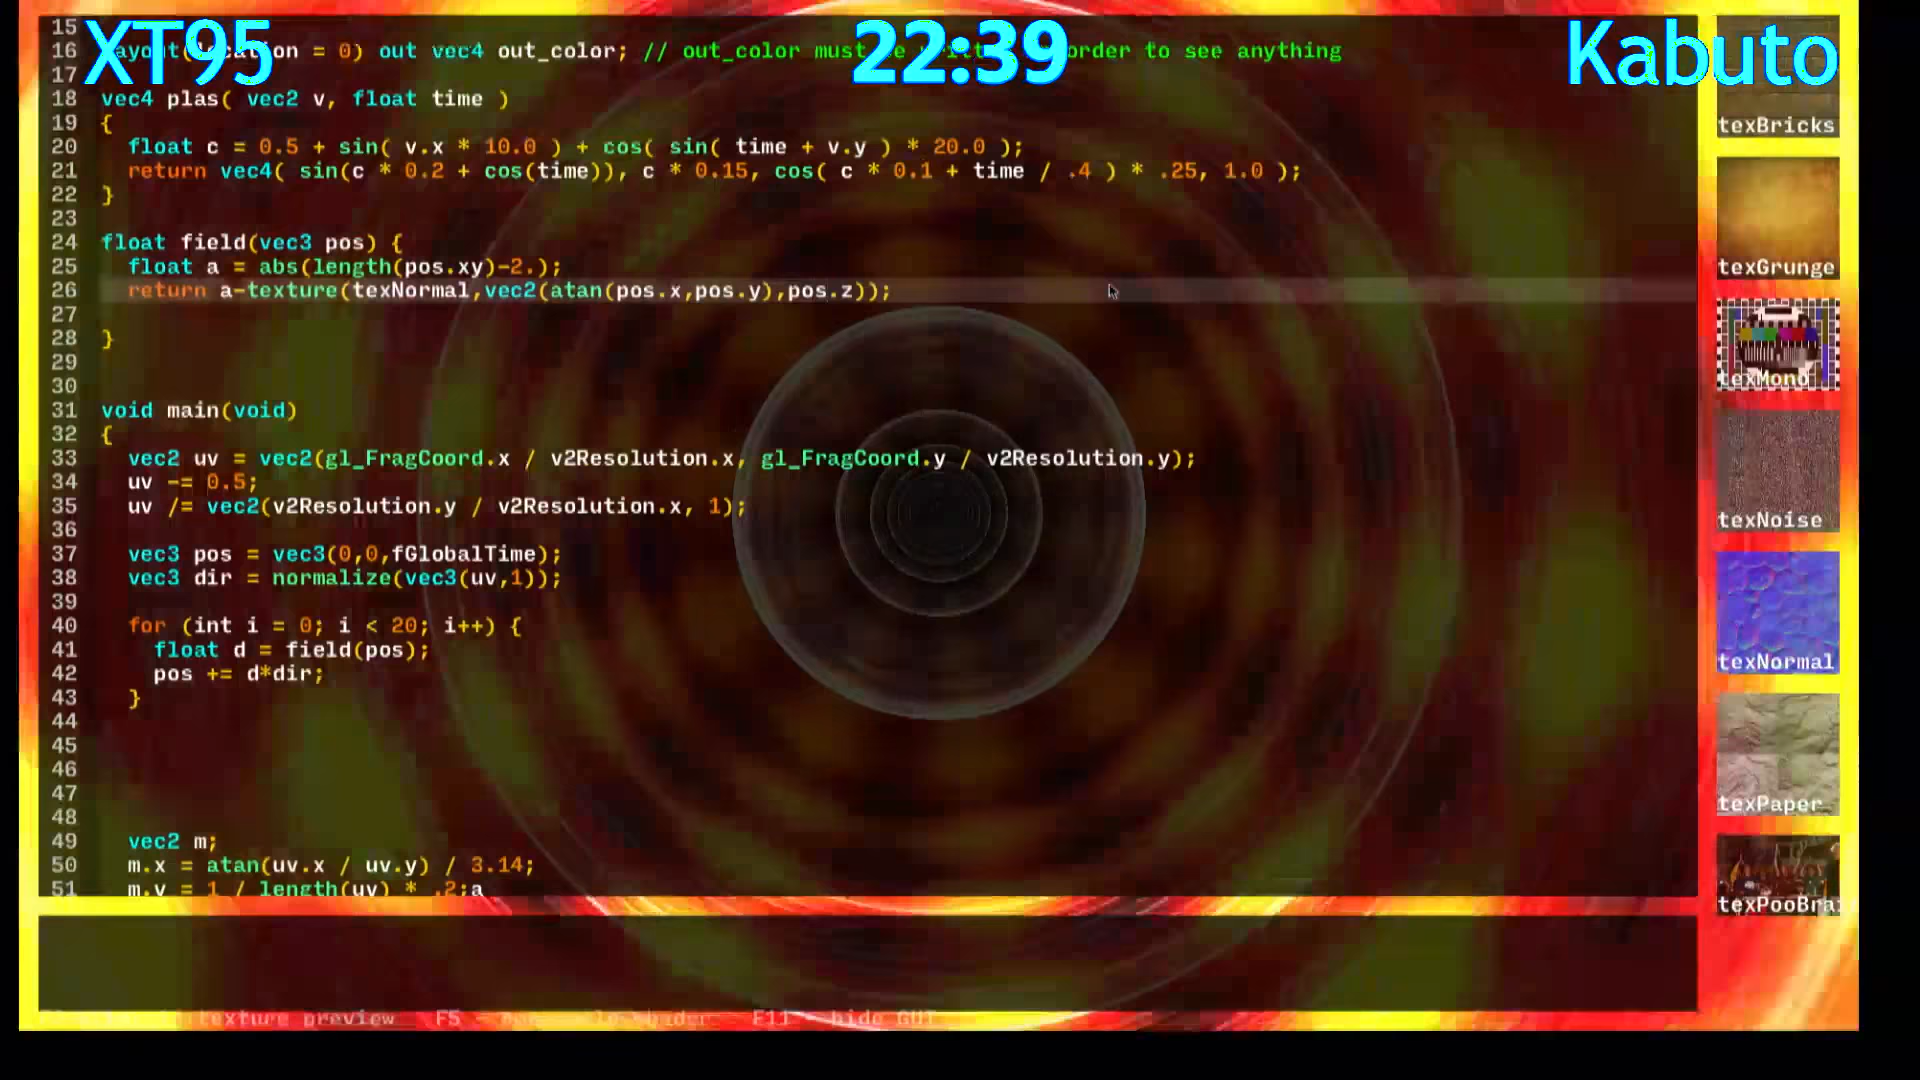 XT95
22:39
Kabuto
15
16 layout(location = 0) out vec4 out_color; // out_color must be written in order to see anything
17
18 vec4 plas( vec2 v, float time )
19 {
20 float c = 0.5 + sin( v.x * 10.0 ) + cos( sin( time + v.y ) * 20.0 );
21 return vec4( sin(c * 0.2 + cos(time)), c * 0.15, cos( c * 0.1 + time / .4 ) * .25, 1.0 );
22 }
23
24 float field(vec3 pos) {
25 float a = abs(length(pos.xy)-2.);
26 return a-texture(texNormal,vec2(atan(pos.x,pos.y),pos.z));
27
28 }
29
30
31 void main(void)
32 {
33 vec2 uv = vec2(gl_FragCoord.x / v2Resolution.x, gl_FragCoord.y / v2Resolution.y);
34 uv -= 0.5;
35 uv /= vec2(v2Resolution.y / v2Resolution.x, 1);
36
37 vec3 pos = vec3(0,0,fGlobalTime);
38 vec3 dir = normalize(vec3(uv,1));
39
40 for (int i = 0; i < 20; i++) {
41 float d = field(pos);
42 pos += d*dir;
43 }
44
45
46
47
48
49 vec2 m;
50 m.x = atan(uv.x / uv.y) / 3.14;
51 m.y = 1 / length(uv) * .2;a
texBricks
texGrunge
texMono
texNoise
texNormal
texPaper
texPooBra
texture preview F5 - shader F11 - hide GUI